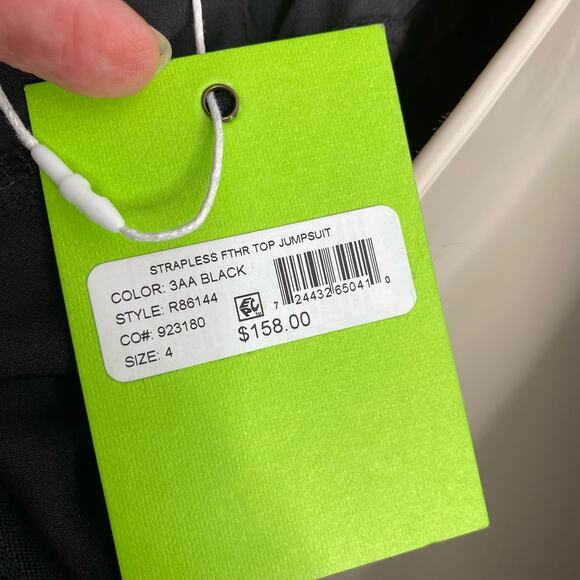 STRAPLESS FTHR TOP JUMPSUIT
COLOR: 3AA BLACK
STYLE: R86144
CO#: 923180
SIZE: 4
7 24432 65041 0
$158.00